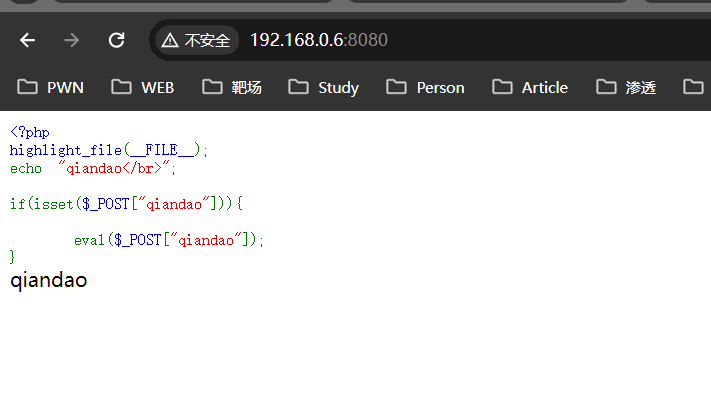 不安全 192.168.0.6:8080
PWN WEB 靶场 Study Person Article 渗透
<?php
highlight_file(__FILE__);
echo "qiandao</br>";
if(isset($_POST["qiandao"])){
eval($_POST["qiandao"]);
}
qiandao